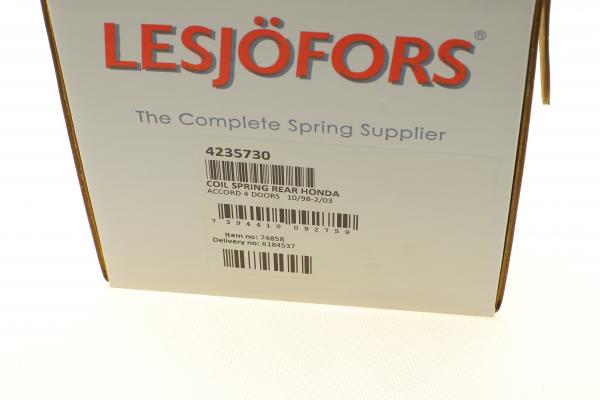 LESJÖFORS®
The Complete Spring Supplier
4235730
COIL SPRING REAR HONDA
ACCORD 4 DOORS 10/98-2/03
7 394410 092759
Item no: 74858
Delivery no: 6184537